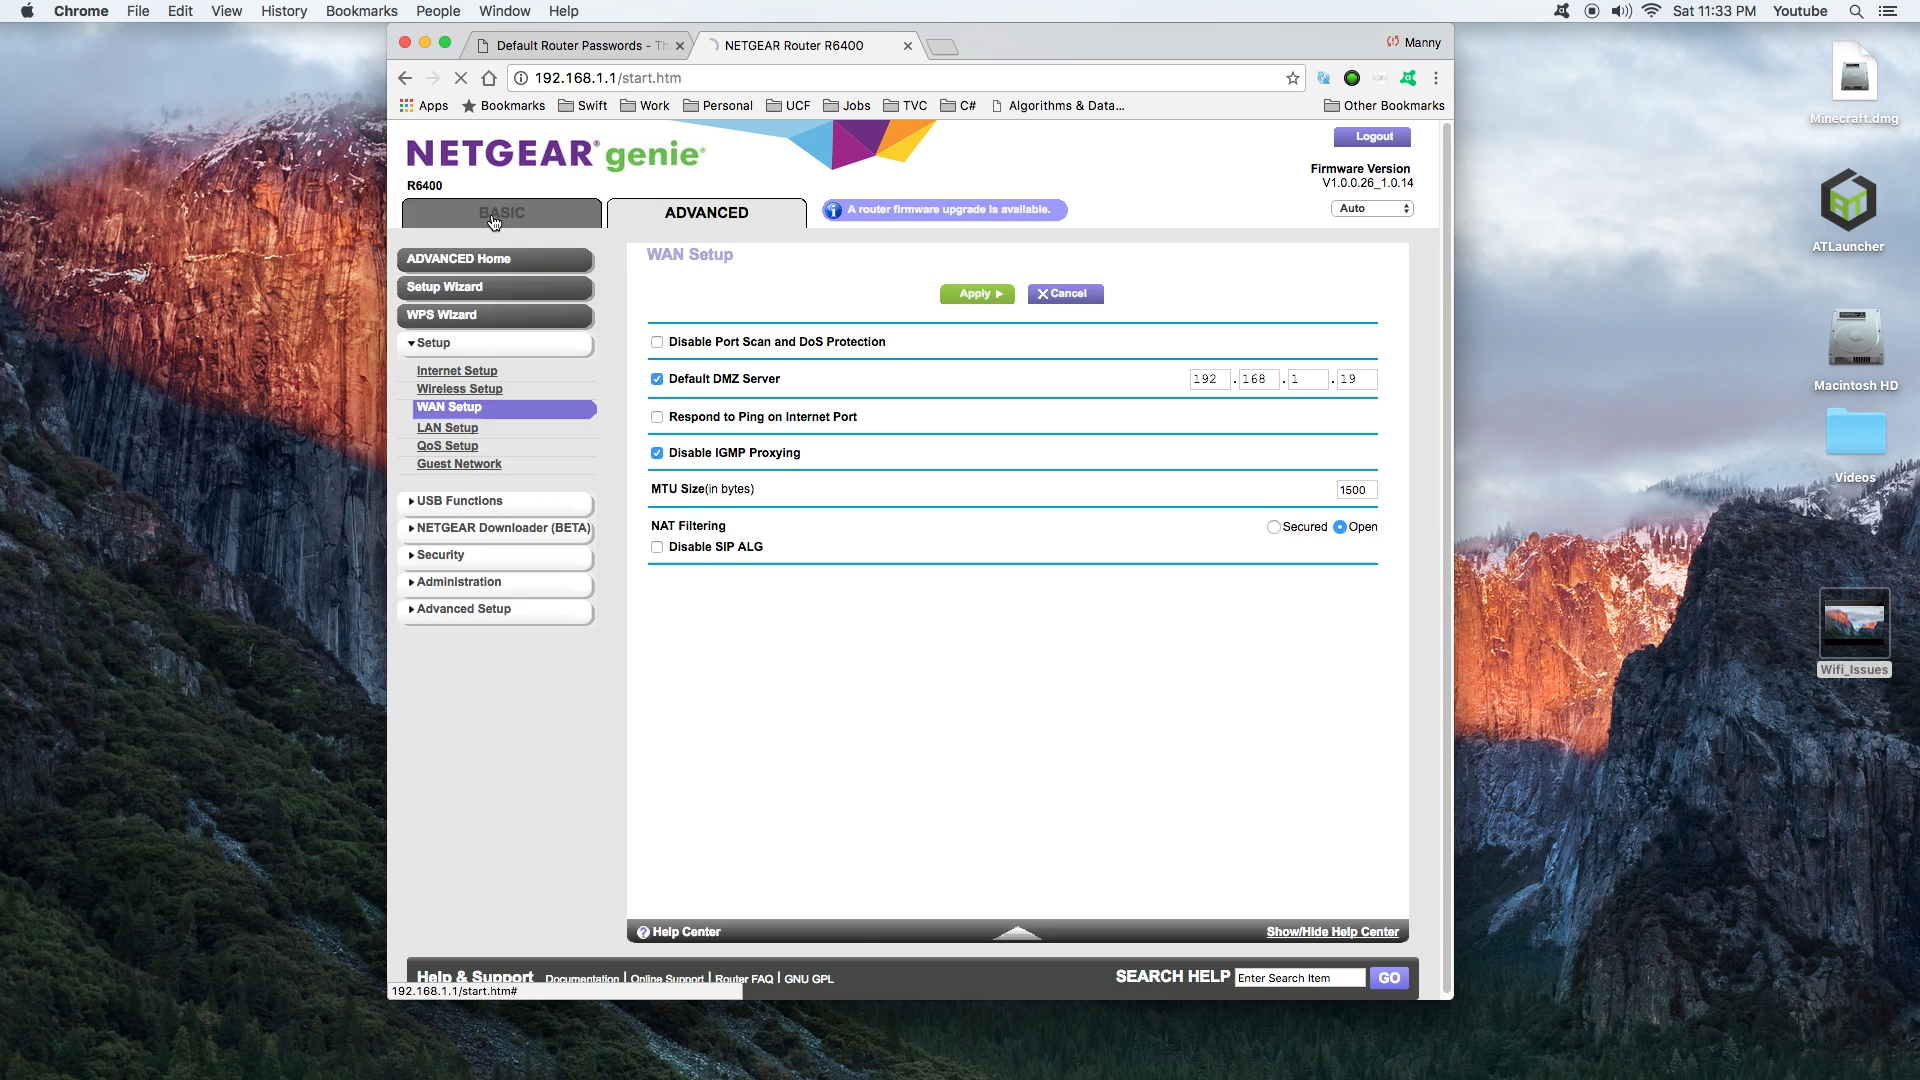 Chrome File Edit View History Bookmarks People Window Help Sat 11:33 PM Youtube
Default Router Passwords - Th NETGEAR Router R6400 Manny
192.168.1.1/start.htm
Apps Bookmarks Swift Work Personal UCF Jobs TVC C# Algorithms & Data... Other Bookmarks
NETGEAR® genie®
R6400
Logout
Firmware Version
V1.0.0.26_1.0.14
BASIC ADVANCED A router firmware upgrade is available. Auto
ADVANCED Home
Setup Wizard
WPS Wizard
Setup
Internet Setup
Wireless Setup
WAN Setup
LAN Setup
QoS Setup
Guest Network
USB Functions
NETGEAR Downloader (BETA)
Security
Administration
Advanced Setup
WAN Setup
Apply Cancel
Disable Port Scan and DoS Protection
Default DMZ Server 192 . 168 . 1 . 19
Respond to Ping on Internet Port
Disable IGMP Proxying
MTU Size(in bytes) 1500
NAT Filtering Secured Open
Disable SIP ALG
Help Center Show/Hide Help Center
Help & Support Documentation | Online Support | Router FAQ | GNU GPL SEARCH HELP Enter Search Item GO
192.168.1.1/start.htm#
Minecraft.dmg
AT
ATLauncher
Macintosh HD
Videos
Wifi_Issues